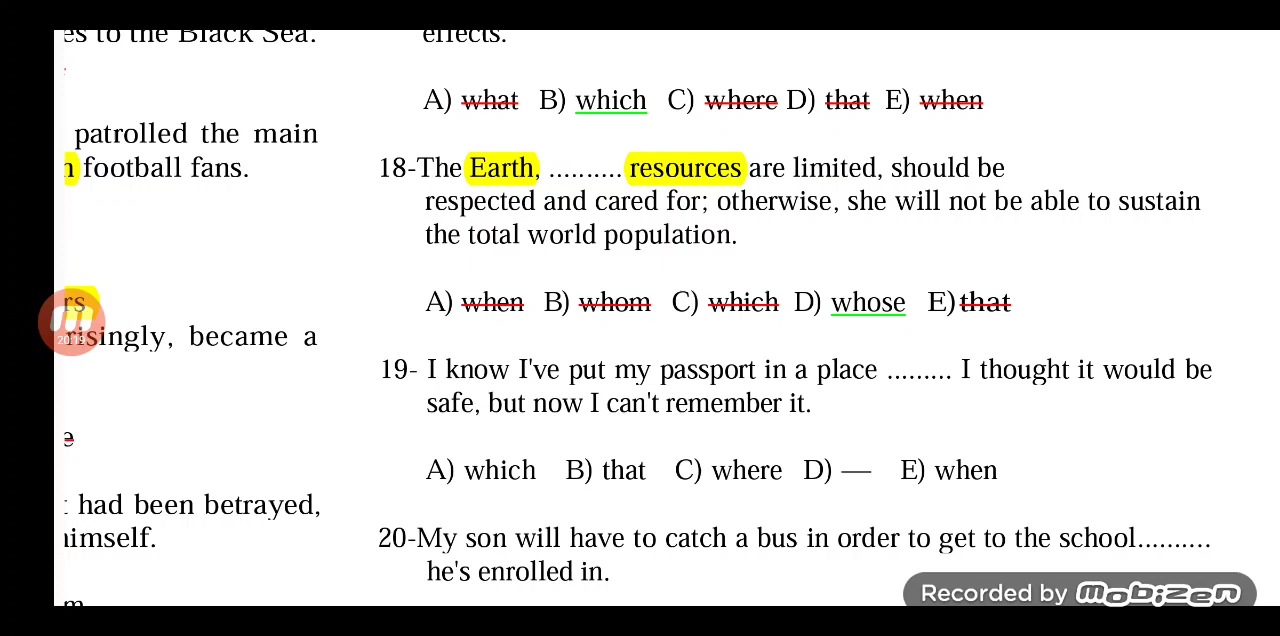 es to the Black Sea.
patrolled the main
football fans.
rs
risingly, became a
e
had been betrayed,
himself.
effects.
A) what B) which C) where D) that E) when
18-The Earth, .......... resources are limited, should be
respected and cared for; otherwise, she will not be able to sustain
the total world population.
A) when B) whom C) which D) whose E) that
19- I know I've put my passport in a place ......... I thought it would be
safe, but now I can't remember it.
A) which B) that C) where D) — E) when
20-My son will have to catch a bus in order to get to the school..........
he's enrolled in.
20:19
Recorded by mobizen